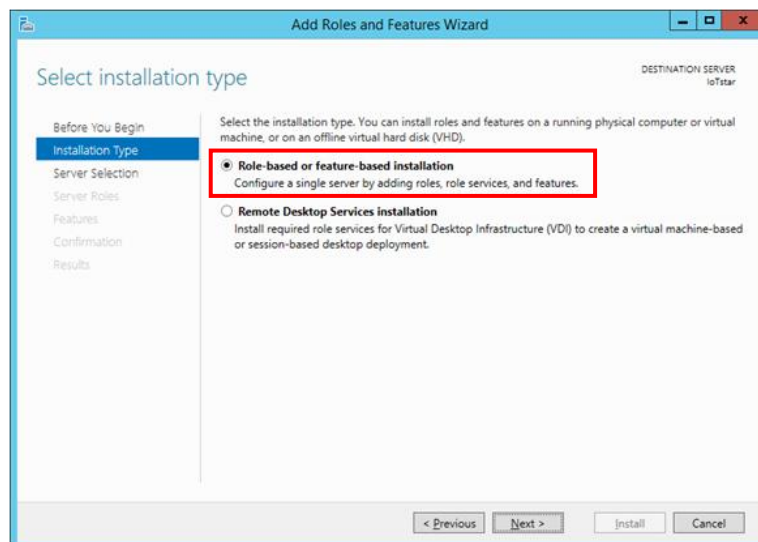 Add Roles and Features Wizard
Select installation type
DESTINATION SERVER
IoTstar
Before You Begin
Installation Type
Server Selection
Server Roles
Features
Confirmation
Results
Select the installation type. You can install roles and features on a running physical computer or virtual
machine, or on an offline virtual hard disk (VHD).
Role-based or feature-based installation
Configure a single server by adding roles, role services, and features.
Remote Desktop Services installation
Install required role services for Virtual Desktop Infrastructure (VDI) to create a virtual machine-based
or session-based desktop deployment.
< Previous
Next >
Install
Cancel